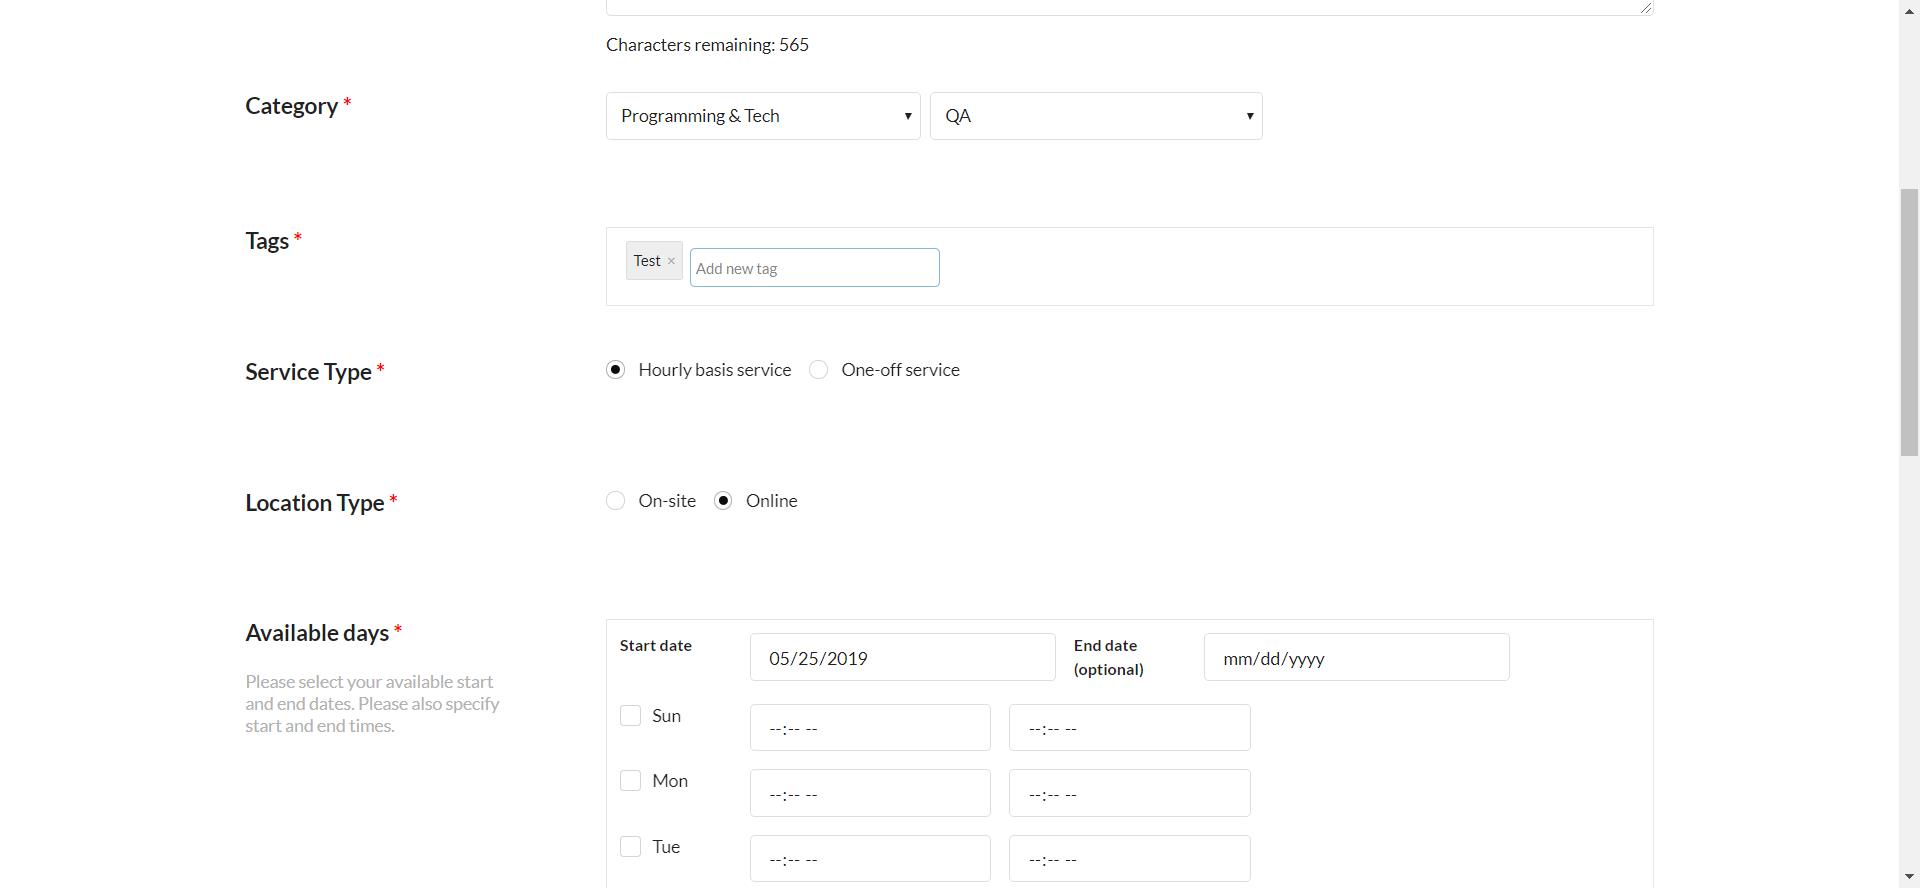 Characters remaining: 565
Category *
Programming & Tech
QA
Tags *
Test ×
Add new tag
Service Type *
Hourly basis service
One-off service
Location Type *
On-site
Online
Available days *
Please select your available start
and end dates. Please also specify
start and end times.
Start date
05/25/2019
End date
(optional)
mm/dd/yyyy
Sun
--:-- --
--:-- --
Mon
--:-- --
--:-- --
Tue
--:-- --
--:-- --